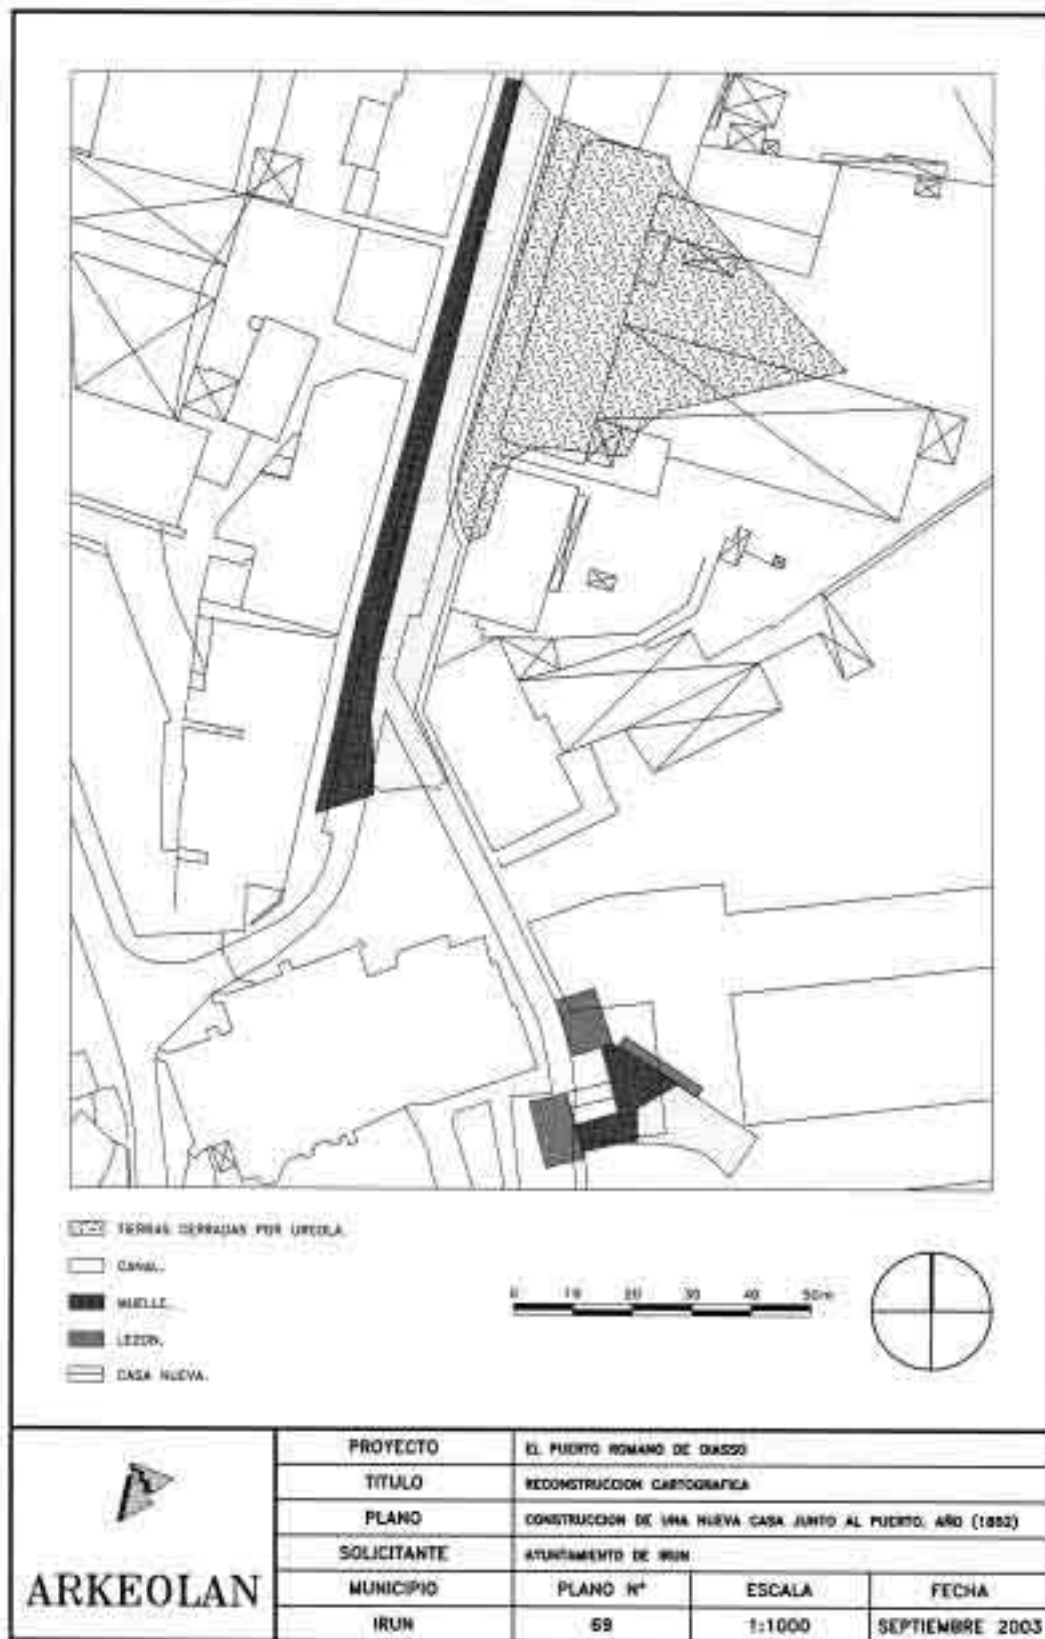 TIERRAS CERRADAS POR URCOLA.
CANAL.
MUELLE.
LEZON.
CASA NUEVA.
0 10 20 30 40 50m
ARKEOLAN
PROYECTO EL PUERTO ROMANO DE OIASSO
TITULO RECONSTRUCCION CARTOGRAFICA
PLANO CONSTRUCCION DE UNA NUEVA CASA JUNTO AL PUERTO, AÑO
SOLICITANTE AYUNTAMIENTO DE IRUN
MUNICIPIO PLANO Nº ESCALA FECHA
IRUN 69 1:1000 SEPTIEMBRE 2003